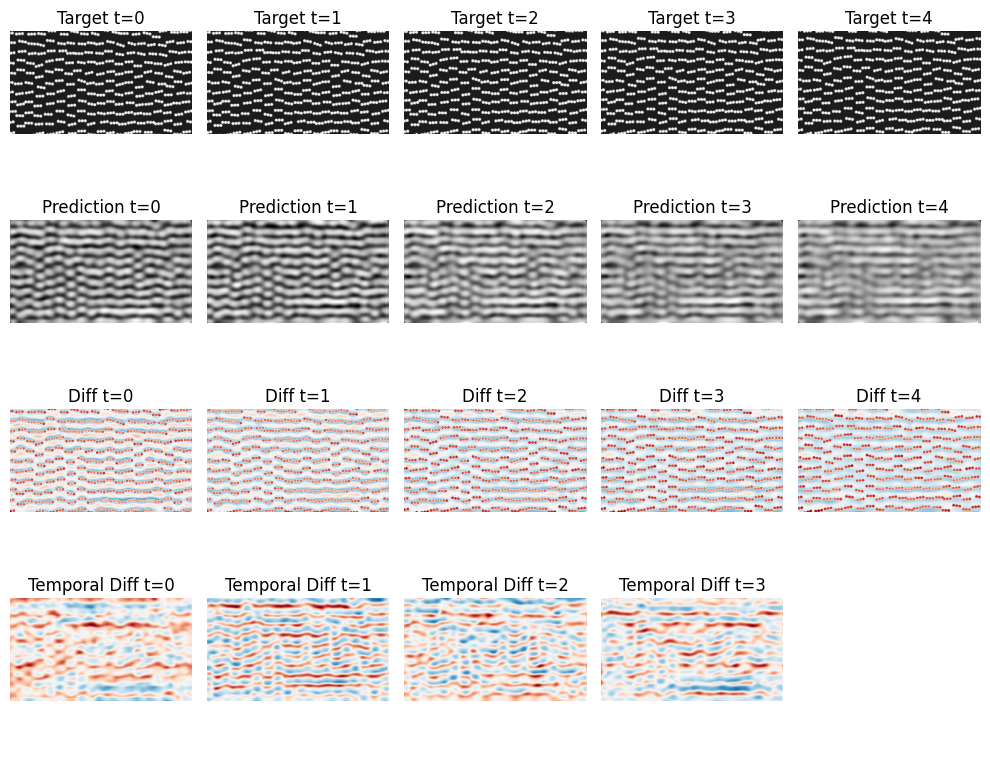 Target t=0 Target t=1 Target t=2 Target t=3 Target t=4
Prediction t=0 Prediction t=1 Prediction t=2 Prediction t=3 Prediction t=4
Diff t=0 Diff t=1 Diff t=2 Diff t=3 Diff t=4
Temporal Diff t=0 Temporal Diff t=1 Temporal Diff t=2 Temporal Diff t=3